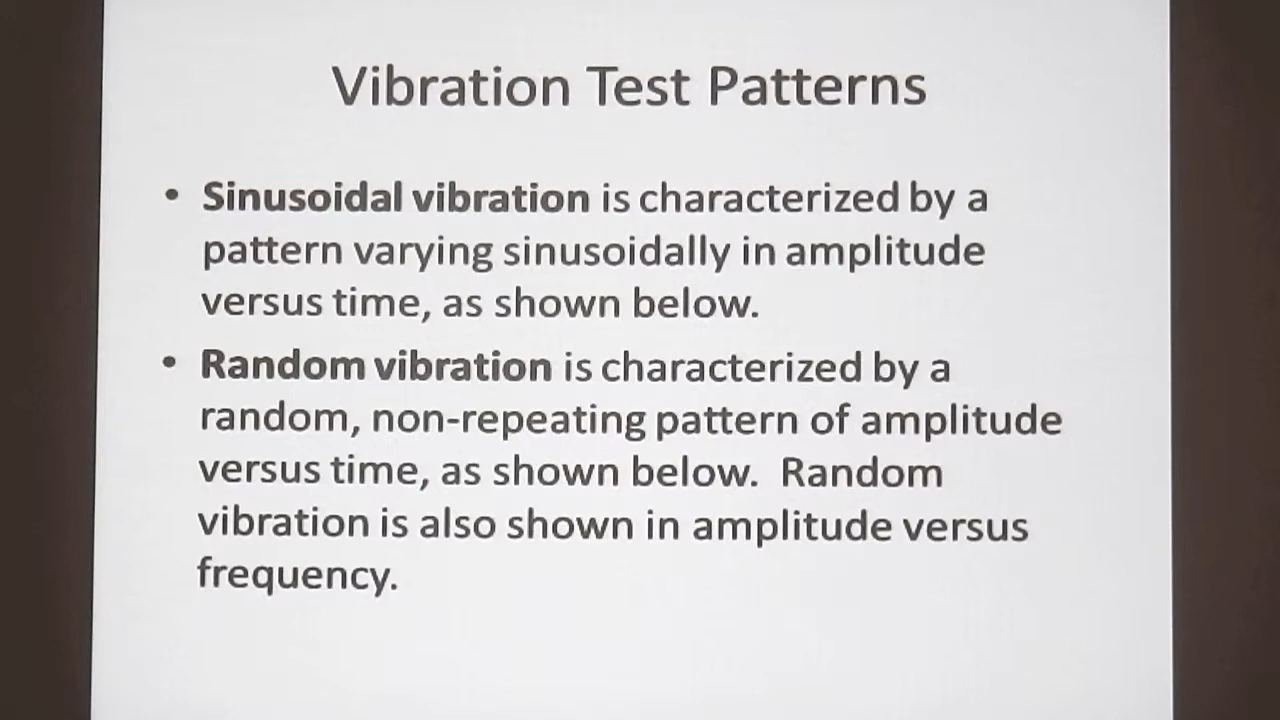 Vibration Test Patterns
• Sinusoidal vibration is characterized by a
pattern varying sinusoidally in amplitude
versus time, as shown below.
• Random vibration is characterized by a
random, non-repeating pattern of amplitude
versus time, as shown below.  Random
vibration is also shown in amplitude versus
frequency.